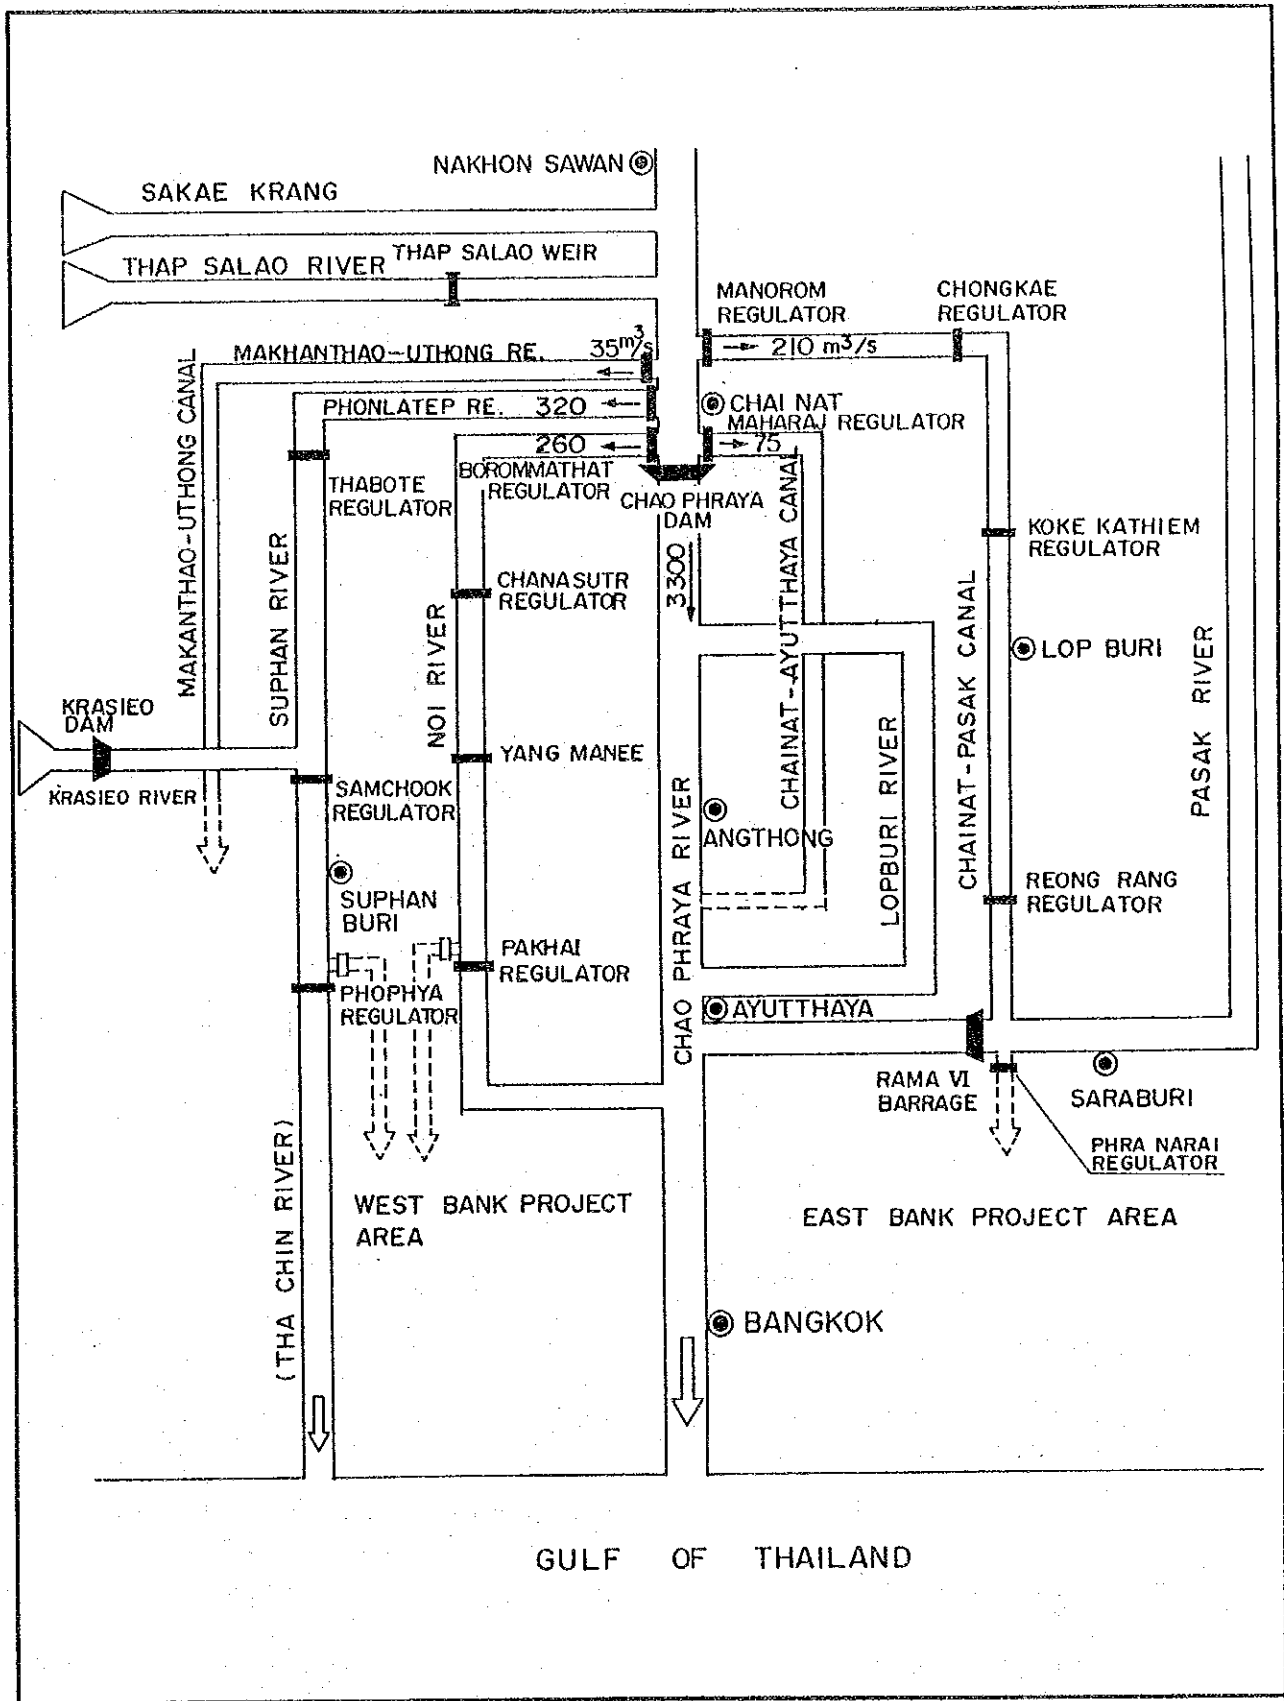 NAKHON SAWAN
SAKAE KRANG
THAP SALAO WEIR
THAP SALAO RIVER
MANOROM
REGULATOR
CHONGKAE
REGULATOR
MAKHANTHAO-UTHONG RE. 35 m³/s
210 m³/s
PHONLATEP RE. 320
CHAI NAT
MAHARAJ REGULATOR
260
75
BOROMMATHAT
REGULATOR
THABOTE
REGULATOR
CHAO PHRAYA
DAM
3300
MAKANTHAO-UTHONG CANAL
SUPHAN RIVER
NOI RIVER
CHANASUTR
REGULATOR
CHAINAT-AYUTTHAYA CANAL
KOKE KATHIEM
REGULATOR
CHAINAT-PASAK CANAL
LOP BURI
PASAK RIVER
KRASIEO
DAM
KRASIEO RIVER
YANG MANEE
SAMCHOOK
REGULATOR
CHAO PHRAYA RIVER
ANGTHONG
LOPBURI RIVER
SUPHAN
BURI
REONG RANG
REGULATOR
PAKHAI
REGULATOR
PHOPHYA
REGULATOR
AYUTTHAYA
RAMA VI
BARRAGE
SARABURI
PHRA NARAI
REGULATOR
(THA CHIN RIVER)
WEST BANK PROJECT
AREA
EAST BANK PROJECT AREA
BANGKOK
GULF OF THAILAND